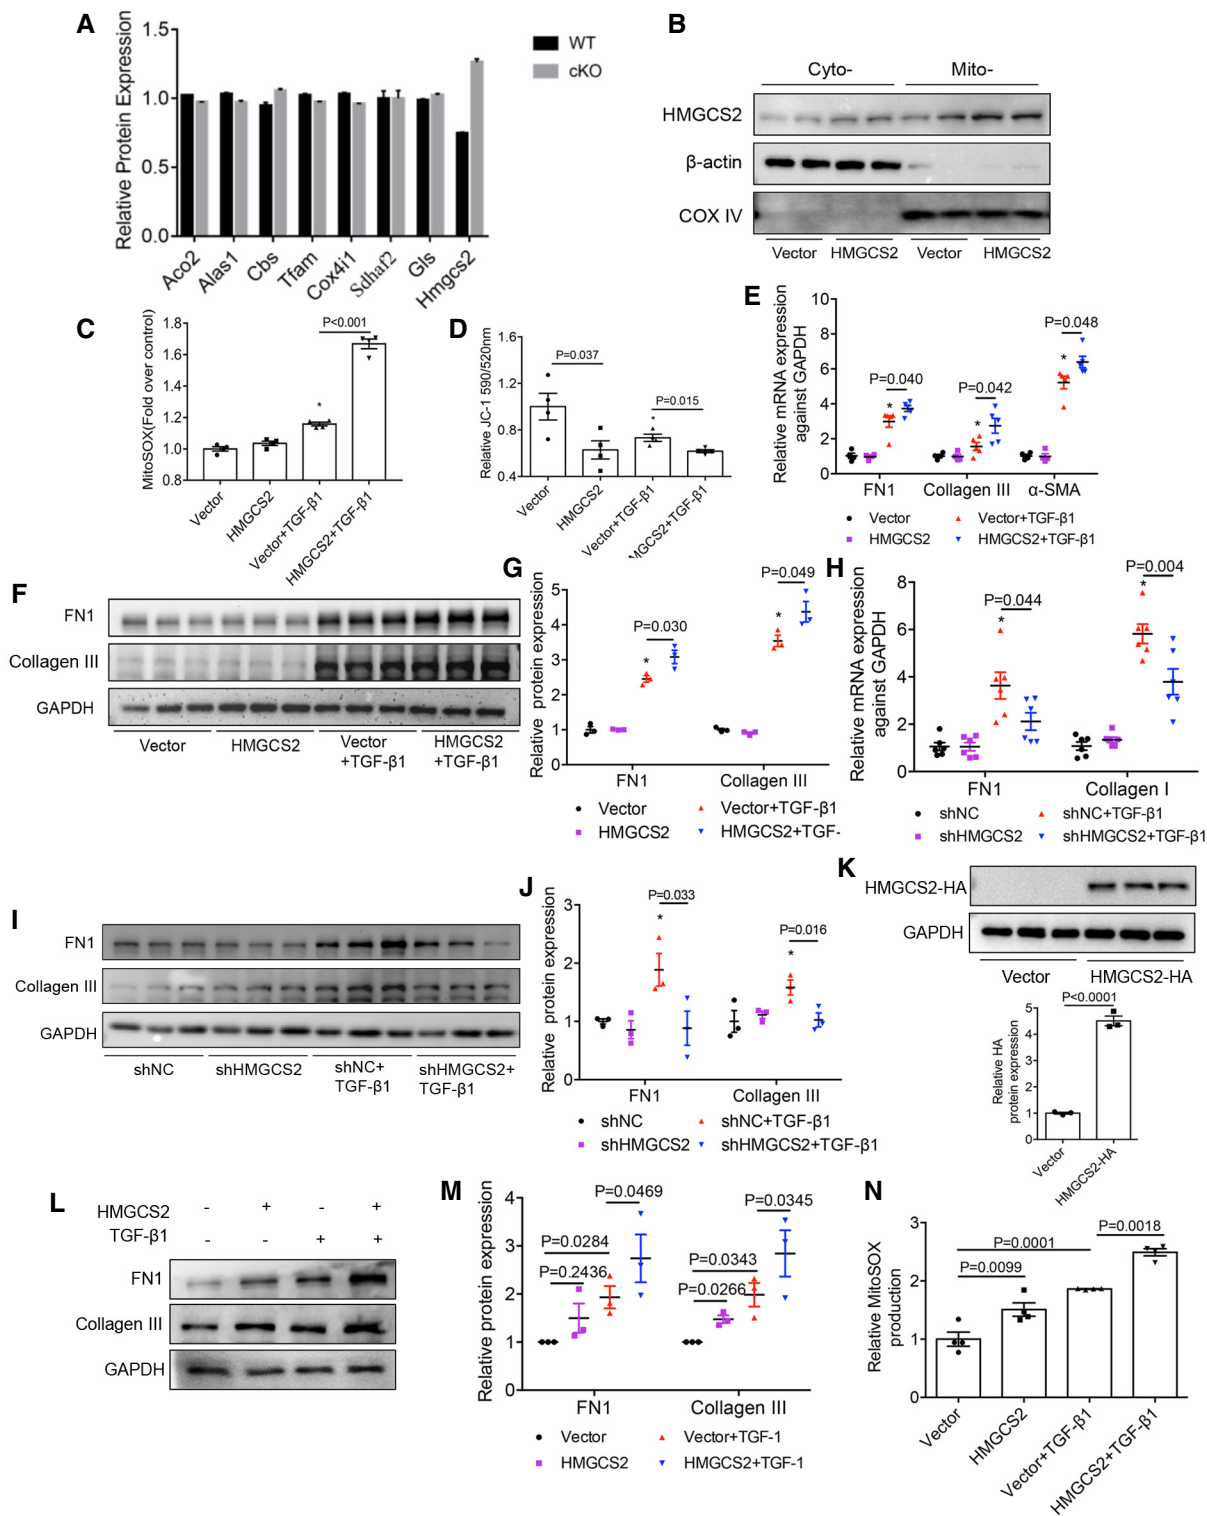 A
Relative Protein Expression
1.5
1.0
0.5
0.0
WT
cKO
Aco2
Alas1
Cbs
Tfam
Cox4i1
Sdhaf2
Gls
Hmgcs2
B
Cyto-
Mito-
HMGCS2
β-actin
COX IV
Vector
HMGCS2
Vector
HMGCS2
C
MitoSOX(Fold over control)
1.8
1.6
1.4
1.2
1.0
0.8
P<0.001
*
Vector
HMGCS2
Vector+TGF-β1
HMGCS2+TGF-β1
D
Relative JC-1 590/520nm
1.6
1.2
0.8
0.4
P=0.037
P=0.015
*
Vector
HMGCS2
Vector+TGF-β1
MGCS2+TGF-β1
E
Relative mRNA expression
against GAPDH
10
8
6
4
2
0
P=0.040
P=0.042
P=0.048
*
*
*
FN1
Collagen III
α-SMA
Vector
Vector+TGF-β1
HMGCS2
HMGCS2+TGF-β1
F
FN1
Collagen III
GAPDH
Vector
HMGCS2
Vector
+TGF-β1
HMGCS2
+TGF-β1
G
Relative protein expression
5
4
3
2
1
0
P=0.030
P=0.049
*
*
FN1
Collagen III
Vector
Vector+TGF-β1
HMGCS2
HMGCS2+TGF-
H
Relative mRNA expression
against GAPDH
8
6
4
2
0
P=0.044
P=0.004
*
*
FN1
Collagen I
shNC
shNC+TGF-β1
shHMGCS2
shHMGCS2+TGF-β1
I
FN1
Collagen III
GAPDH
shNC
shHMGCS2
shNC+
TGF-β1
shHMGCS2+
TGF-β1
J
Relative protein expression
3
2
1
0
P=0.033
P=0.016
*
*
FN1
Collagen III
shNC
shNC+TGF-β1
shHMGCS2
shHMGCS2+TGF-β1
K
HMGCS2-HA
GAPDH
Vector
HMGCS2-HA
Relative HA
protein expression
5
4
3
2
1
0
P<0.0001
Vector
HMGCS2-HA
L
HMGCS2 - + - +
TGF-β1 - - + +
FN1
Collagen III
GAPDH
M
Relative protein expression
4
3
2
1
0
P=0.0469
P=0.0284
P=0.2436
P=0.0345
P=0.0343
P=0.0266
FN1
Collagen III
Vector
Vector+TGF-1
HMGCS2
HMGCS2+TGF-1
N
Relative MitoSOX
production
3
2
1
0
P=0.0018
P=0.0001
P=0.0099
Vector
HMGCS2
Vector+TGF-β1
HMGCS2+TGF-β1